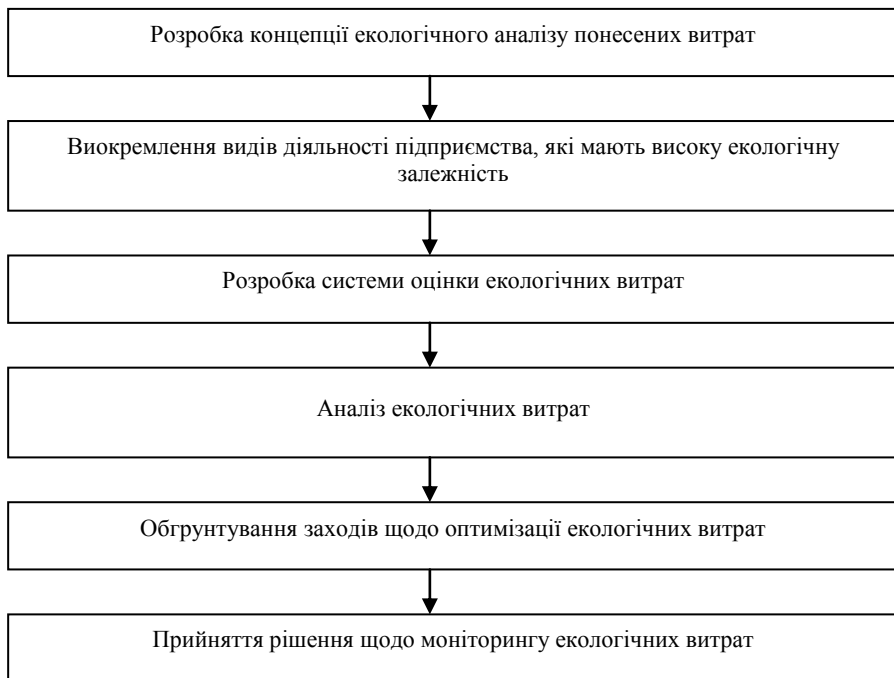 Розробка концепції екологічного аналізу понесених витрат
Виокремлення видів діяльності підприємства, які мають високу екологічну
залежність
Розробка системи оцінки екологічних витрат
Аналіз екологічних витрат
Обгрунтування заходів щодо оптимізації екологічних витрат
Прийняття рішення щодо моніторингу екологічних витрат